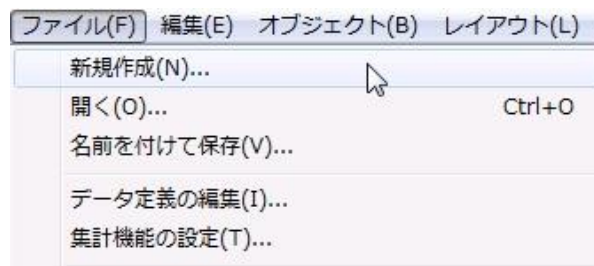 ファイル(F) 編集(E) オブジェクト(B) レイアウト(L)
新規作成(N)...
開く(O)... Ctrl+O
名前を付けて保存(V)...
データ定義の編集(I)...
集計機能の設定(T)...